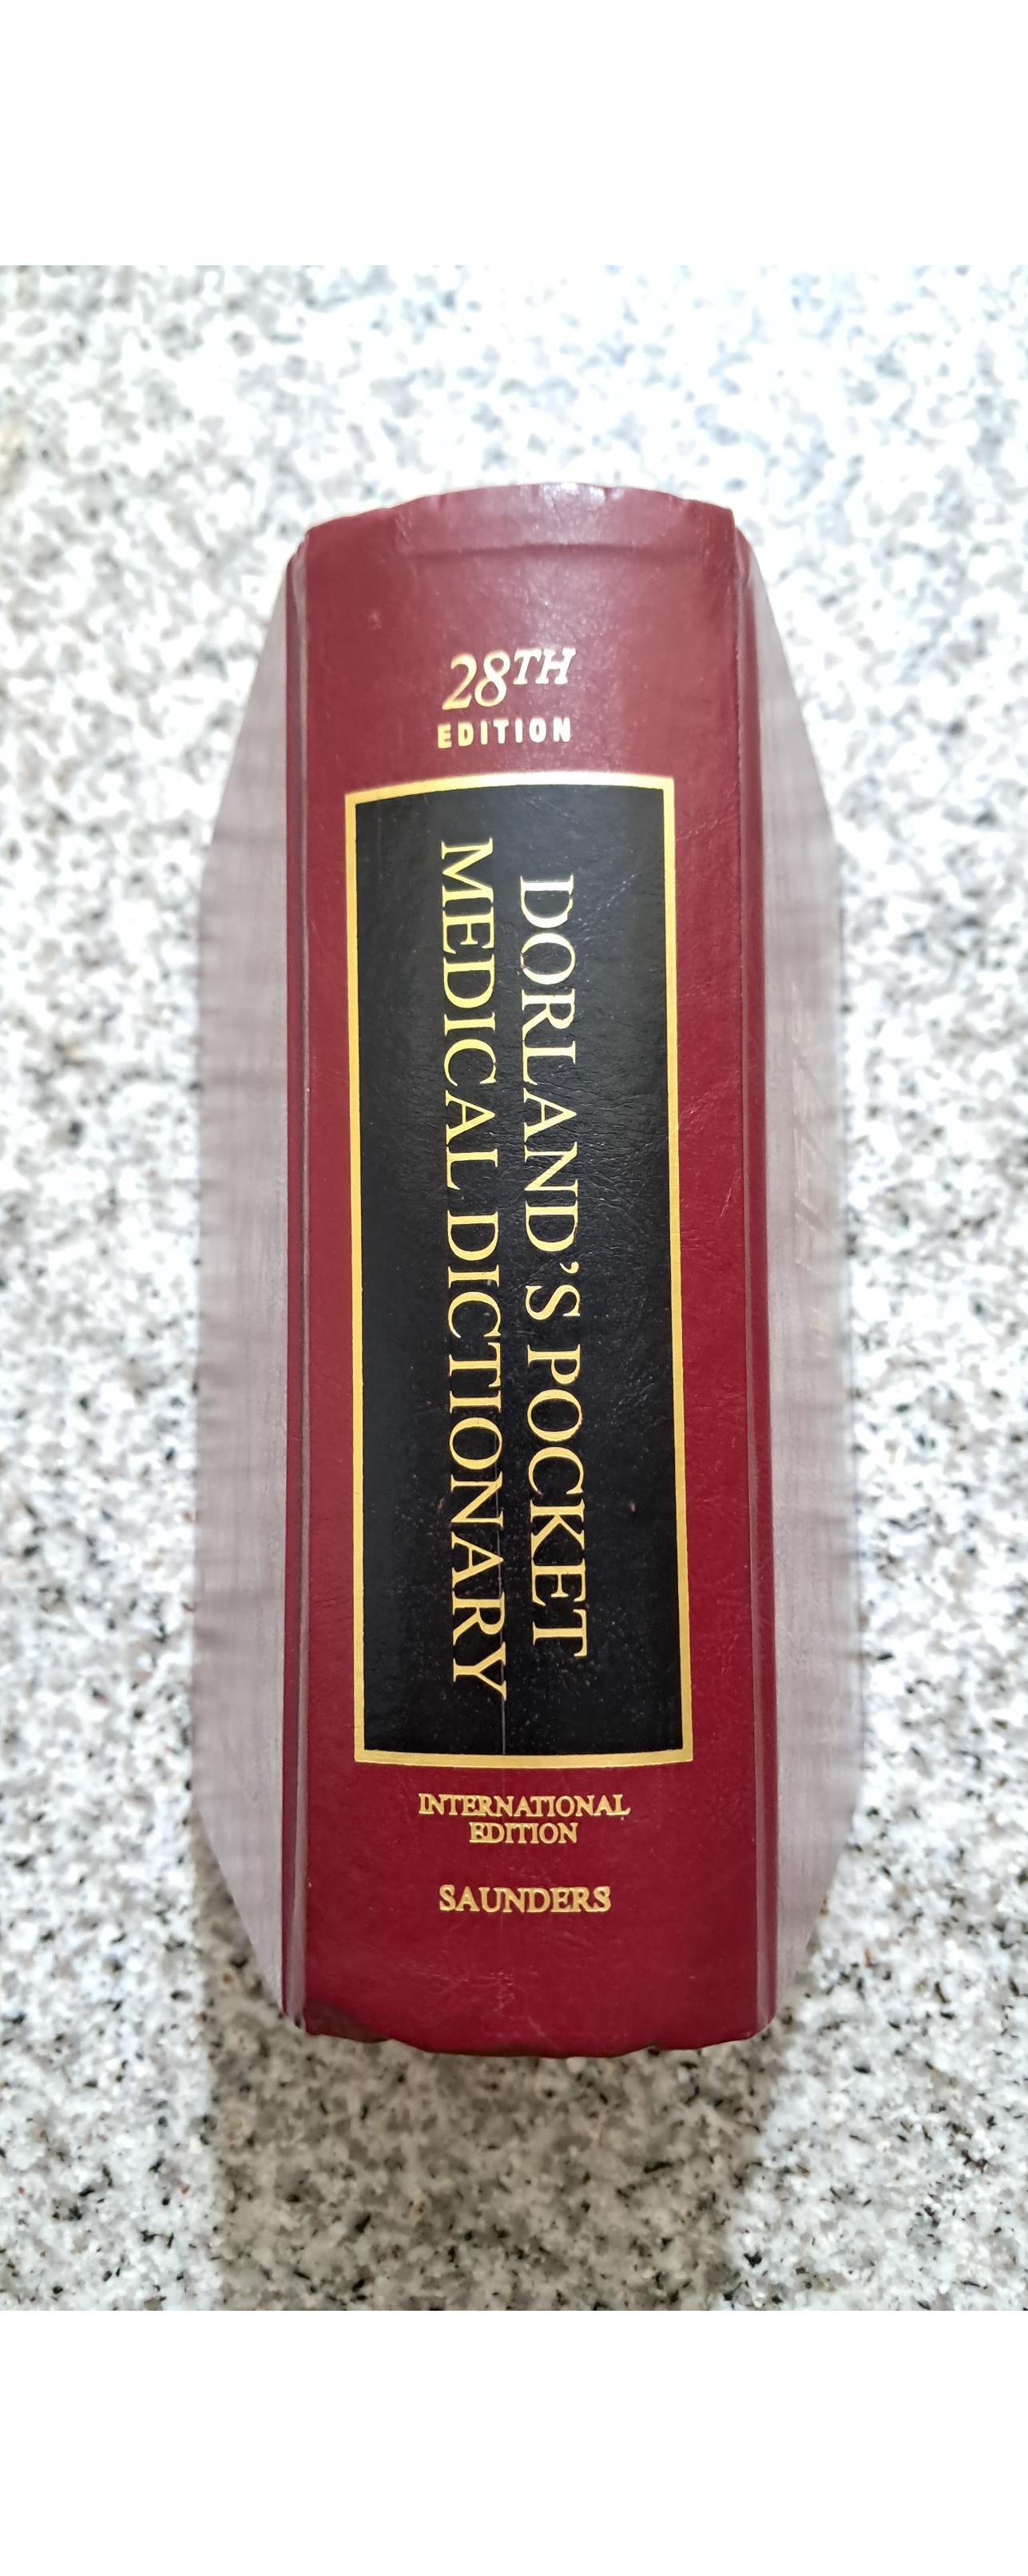 28TH
EDITION
DORLAND'S POCKET
MEDICAL DICTIONARY
INTERNATIONAL
EDITION
SAUNDERS